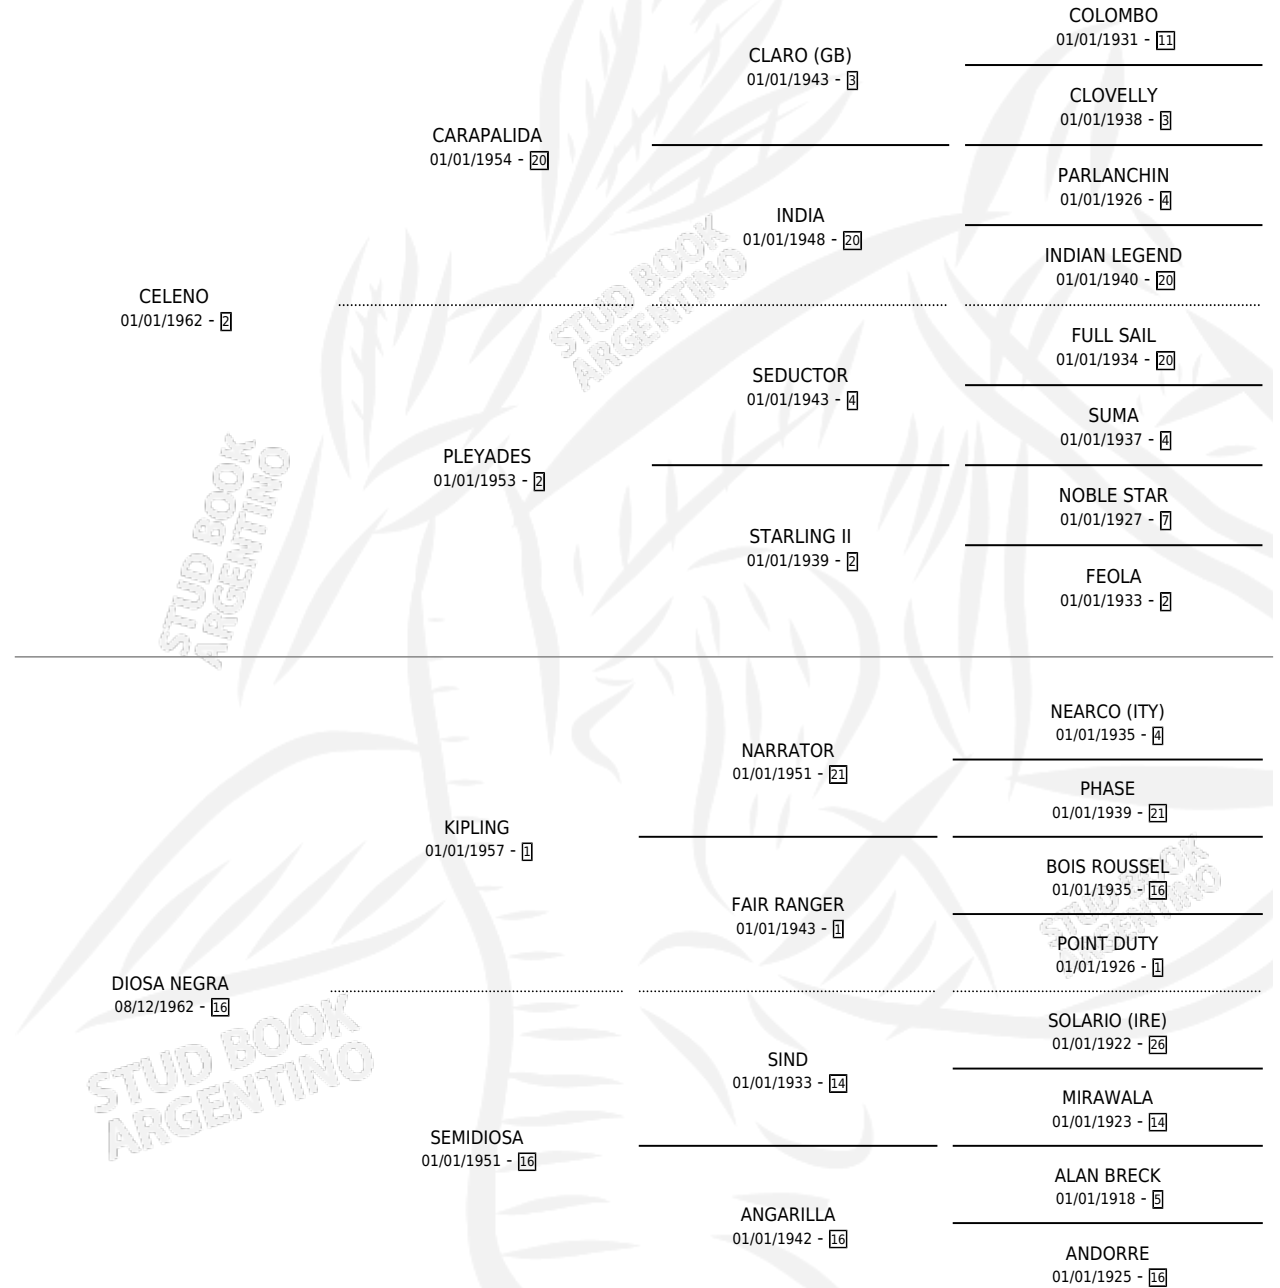 COLOMBO
01/01/1931 - 11
CLARO (GB)
01/01/1943 - 3
CLOVELLY
01/01/1938 - 3
CARAPALIDA
01/01/1954 - 20
PARLANCHIN
01/01/1926 - 4
INDIA
01/01/1948 - 20
INDIAN LEGEND
01/01/1940 - 20
CELENO
01/01/1962 - 2
FULL SAIL
01/01/1934 - 20
SEDUCTOR
01/01/1943 - 4
SUMA
01/01/1937 - 4
PLEYADES
01/01/1953 - 2
NOBLE STAR
01/01/1927 - 7
STARLING II
01/01/1939 - 2
FEOLA
01/01/1933 - 2
NEARCO (ITY)
01/01/1935 - 4
NARRATOR
01/01/1951 - 21
PHASE
01/01/1939 - 21
KIPLING
01/01/1957 - 1
BOIS ROUSSEL
01/01/1935 - 16
FAIR RANGER
01/01/1943 - 1
POINT DUTY
01/01/1926 - 1
DIOSA NEGRA
08/12/1962 - 16
SOLARIO (IRE)
01/01/1922 - 26
SIND
01/01/1933 - 14
MIRAWALA
01/01/1923 - 14
SEMIDIOSA
01/01/1951 - 16
ALAN BRECK
01/01/1918 - 5
ANGARILLA
01/01/1942 - 16
ANDORRE
01/01/1925 - 16
STUD BOOK
ARGENTINO
STUD BOOK
ARGENTINO
STUD BOOK
ARGENTINO
STUD BOOK
ARGENTINO